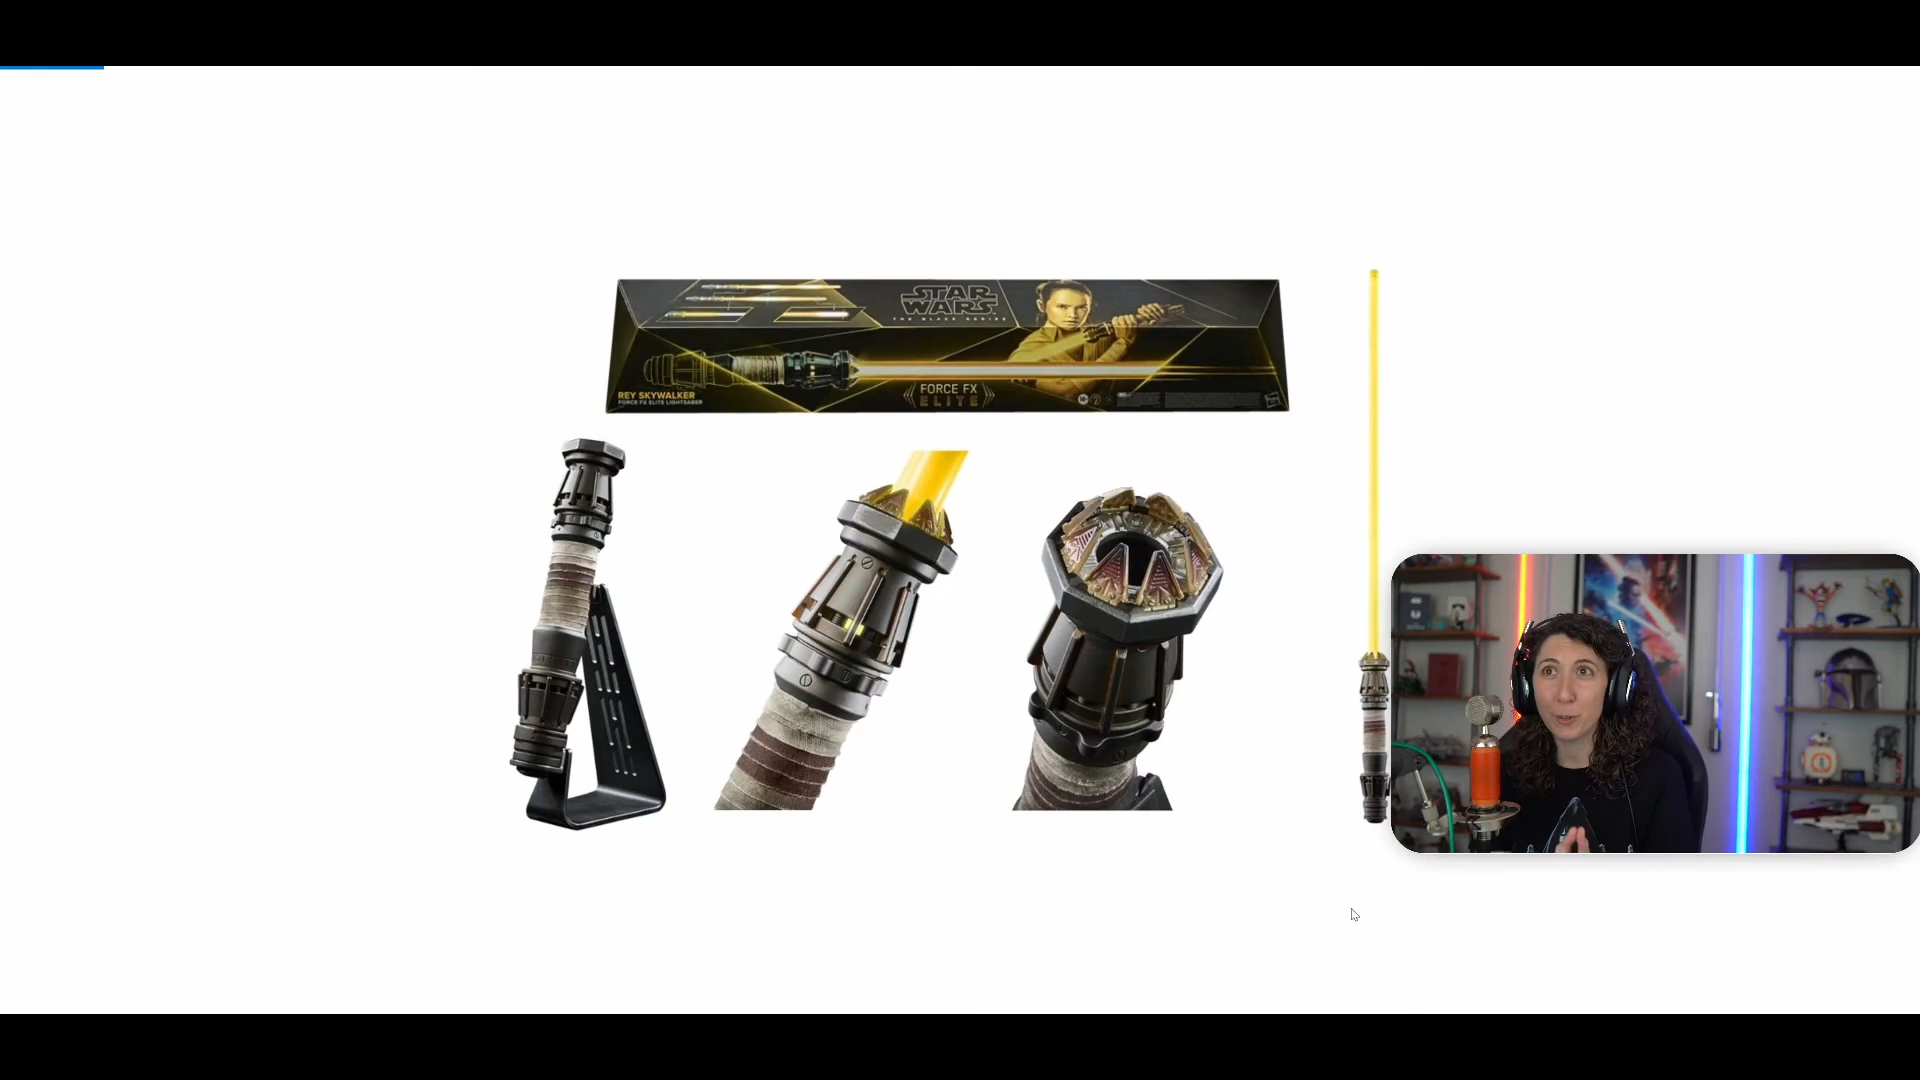 STAR
WARS
THE BLACK SERIES
FORCE FX
ELITE
REY SKYWALKER
FORCE FX ELITE LIGHTSABER